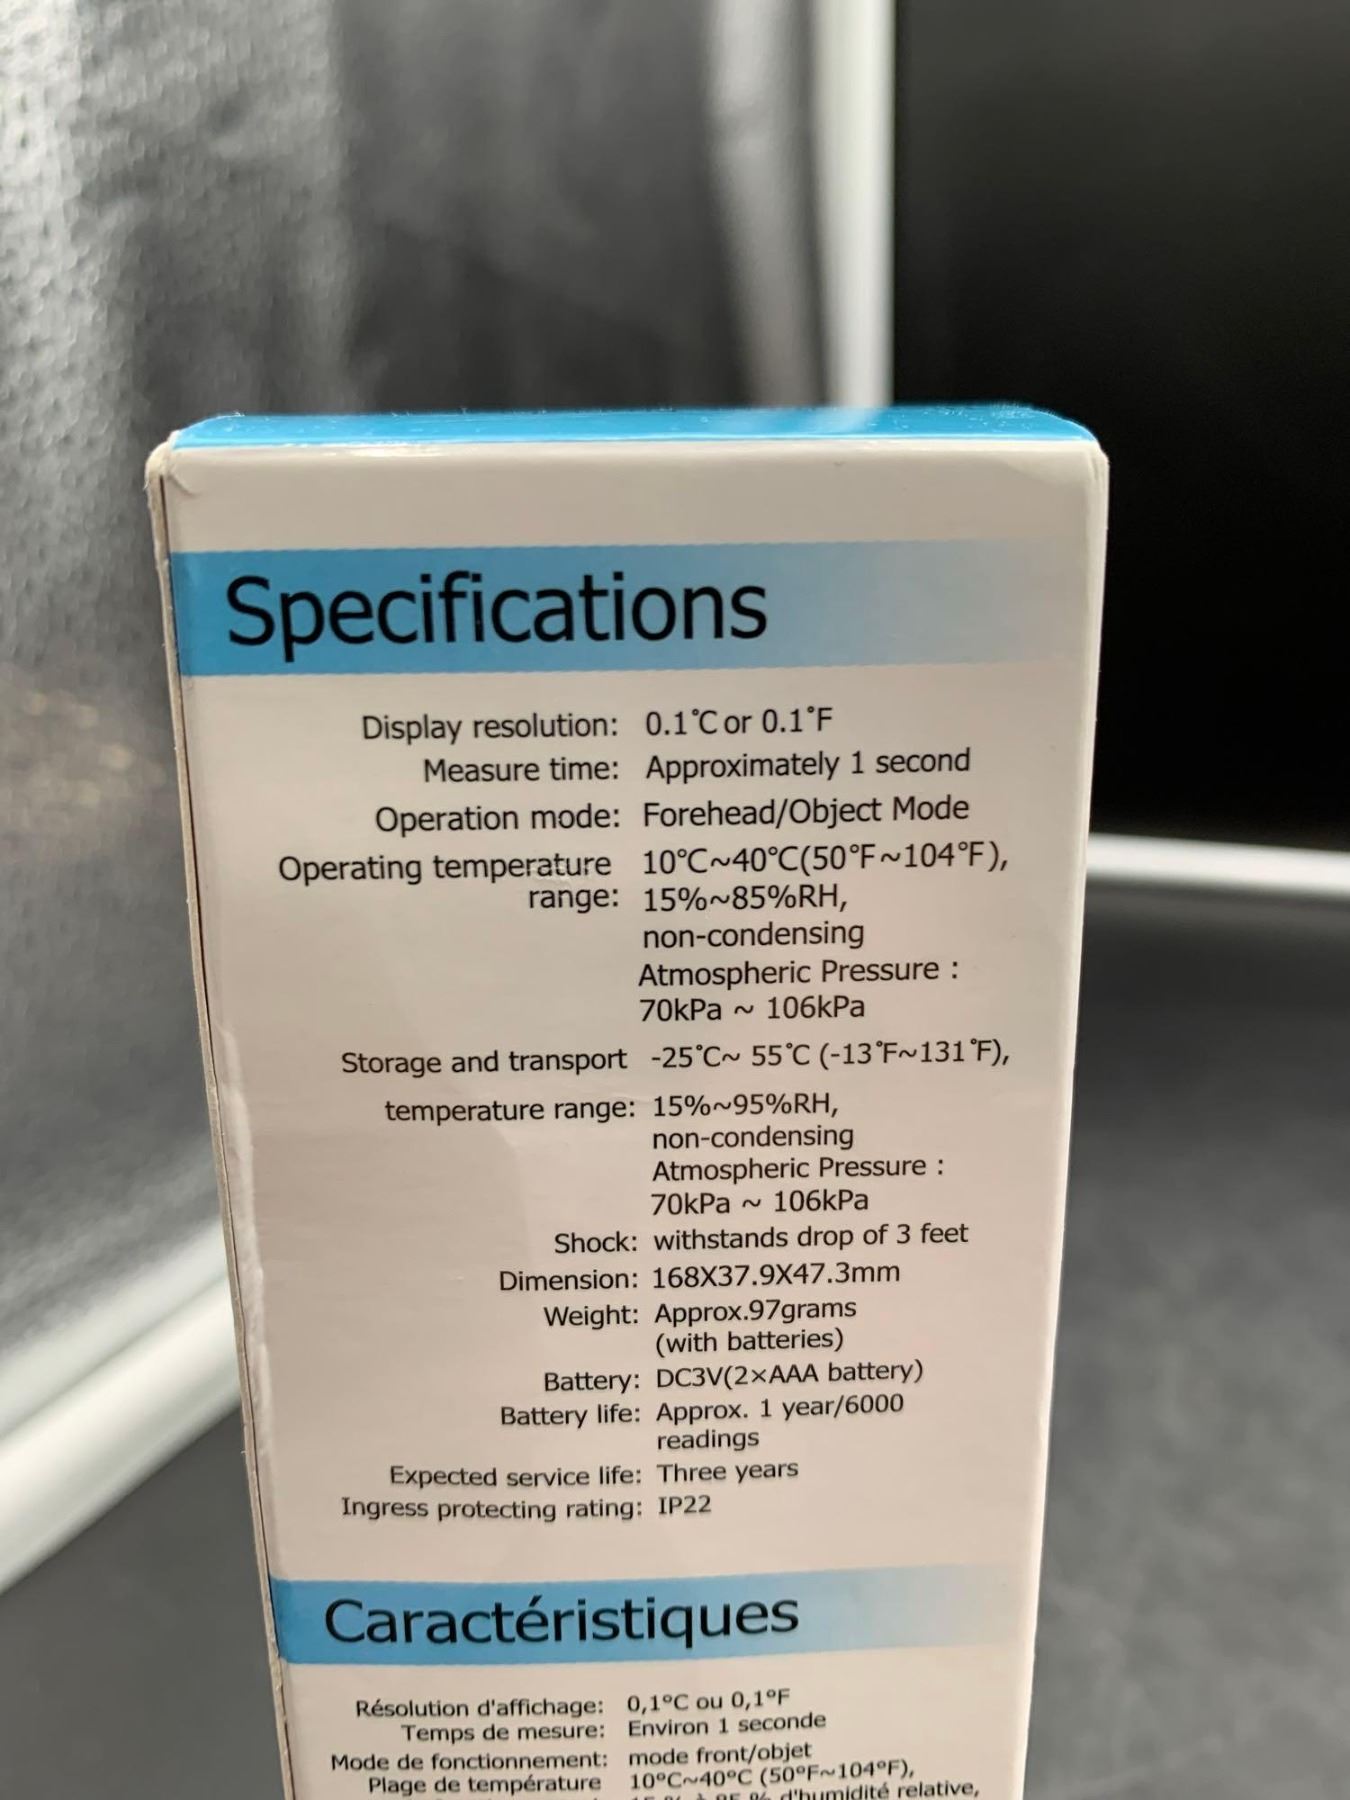 Specifications
Display resolution: 0.1°C or 0.1°F
Measure time: Approximately 1 second
Operation mode: Forehead/Object Mode
Operating temperature 10°C~40°C(50°F~104°F),
range: 15%~85%RH,
non-condensing
Atmospheric Pressure :
70kPa ~ 106kPa
Storage and transport -25°C~ 55°C (-13°F~131°F),
temperature range: 15%~95%RH,
non-condensing
Atmospheric Pressure :
70kPa ~ 106kPa
Shock: withstands drop of 3 feet
Dimension: 168X37.9X47.3mm
Weight: Approx.97grams
(with batteries)
Battery: DC3V(2×AAA battery)
Battery life: Approx. 1 year/6000
readings
Expected service life: Three years
Ingress protecting rating: IP22
Caractéristiques
Résolution d'affichage: 0,1°C ou 0,1°F
Temps de mesure: Environ 1 seconde
Mode de fonctionnement: mode front/objet
Plage de température 10°C~40°C (50°F~104°F),
d'humidité relative,